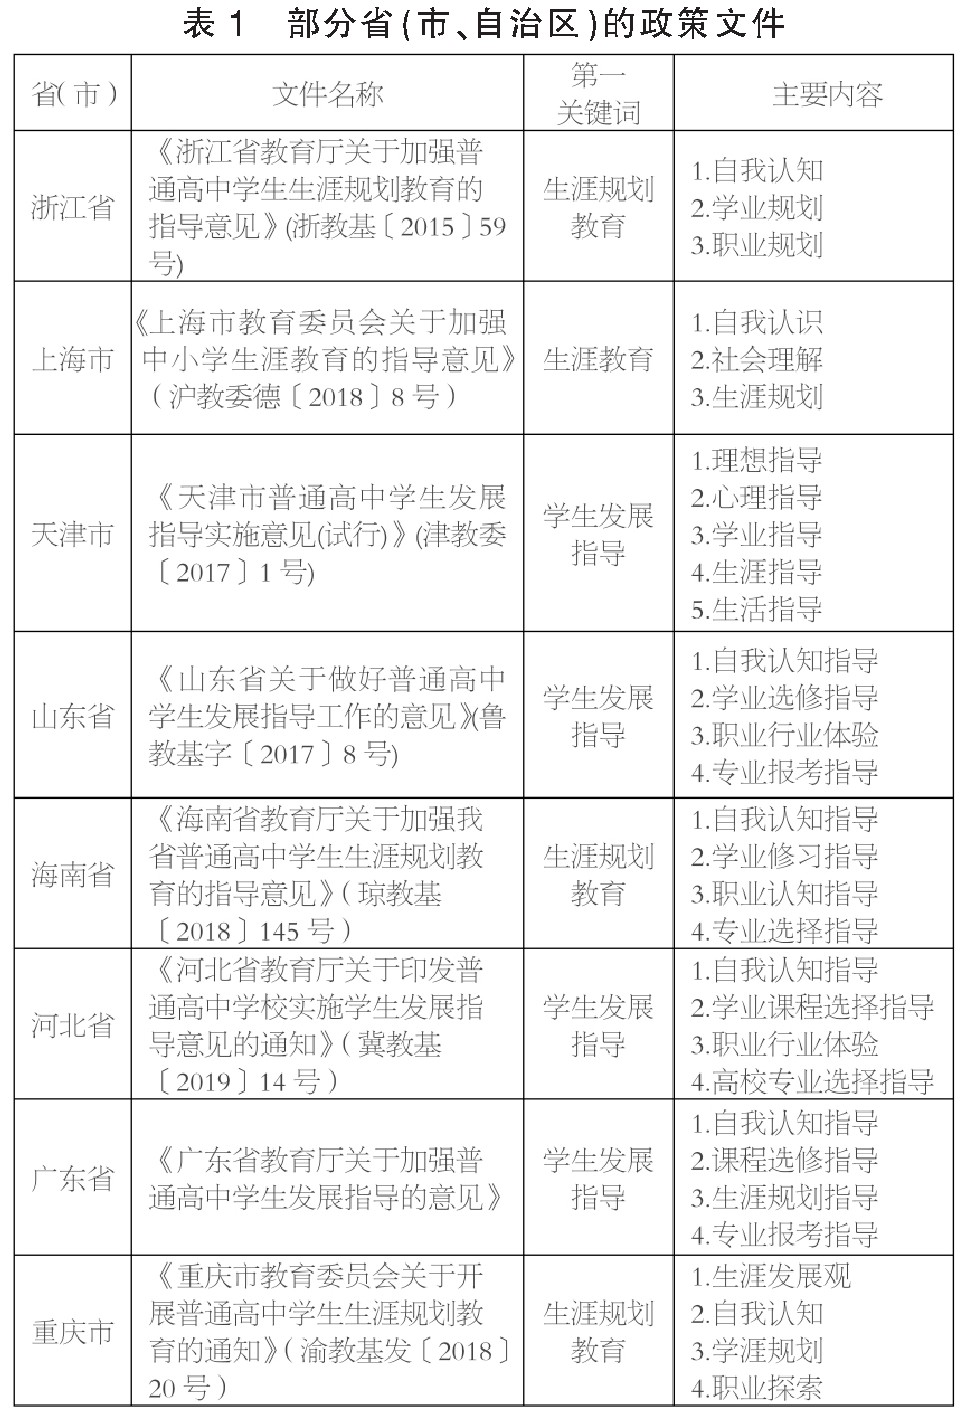 表1 部分省(市、自治区)的政策文件
省(市)
文件名称
第一
关键词
主要内容
浙江省
《浙江省教育厅关于加强普
通高中学生生涯规划教育的
指导意见》(浙教基〔2015〕59
号)
生涯规划
教育
1.自我认知
2.学业规划
3.职业规划
上海市
《上海市教育委员会关于加强
中小学生涯教育的指导意见》
(沪教委德〔2018〕8号)
生涯教育
1.自我认识
2.社会理解
3.生涯规划
天津市
《天津市普通高中学生发展
指导实施意见(试行)》(津教委
〔2017〕1号)
学生发展
指导
1.理想指导
2.心理指导
3.学业指导
4.生涯指导
5.生活指导
山东省
《山东省关于做好普通高中
学生发展指导工作的意见》(鲁
教基字〔2017〕8号)
学生发展
指导
1.自我认知指导
2.学业选修指导
3.职业行业体验
4.专业报考指导
海南省
《海南省教育厅关于加强我
省普通高中学生生涯规划教
育的指导意见》(琼教基
〔2018〕145号)
生涯规划
教育
1.自我认知指导
2.学业修习指导
3.职业认知指导
4.专业选择指导
河北省
《河北省教育厅关于印发普
通高中学校实施学生发展指
导意见的通知》(冀教基
〔2019〕14号)
学生发展
指导
1.自我认知指导
2.学业课程选择指导
3.职业行业体验
4.高校专业选择指导
广东省
《广东省教育厅关于加强普
通高中学生发展指导的意见》
学生发展
指导
1.自我认知指导
2.课程选修指导
3.生涯规划指导
4.专业报考指导
重庆市
《重庆市教育委员会关于开
展普通高中学生生涯规划教
育的通知》(渝教基发〔2018〕
20号)
生涯规划
教育
1.生涯发展观
2.自我认知
3.学涯规划
4.职业探索